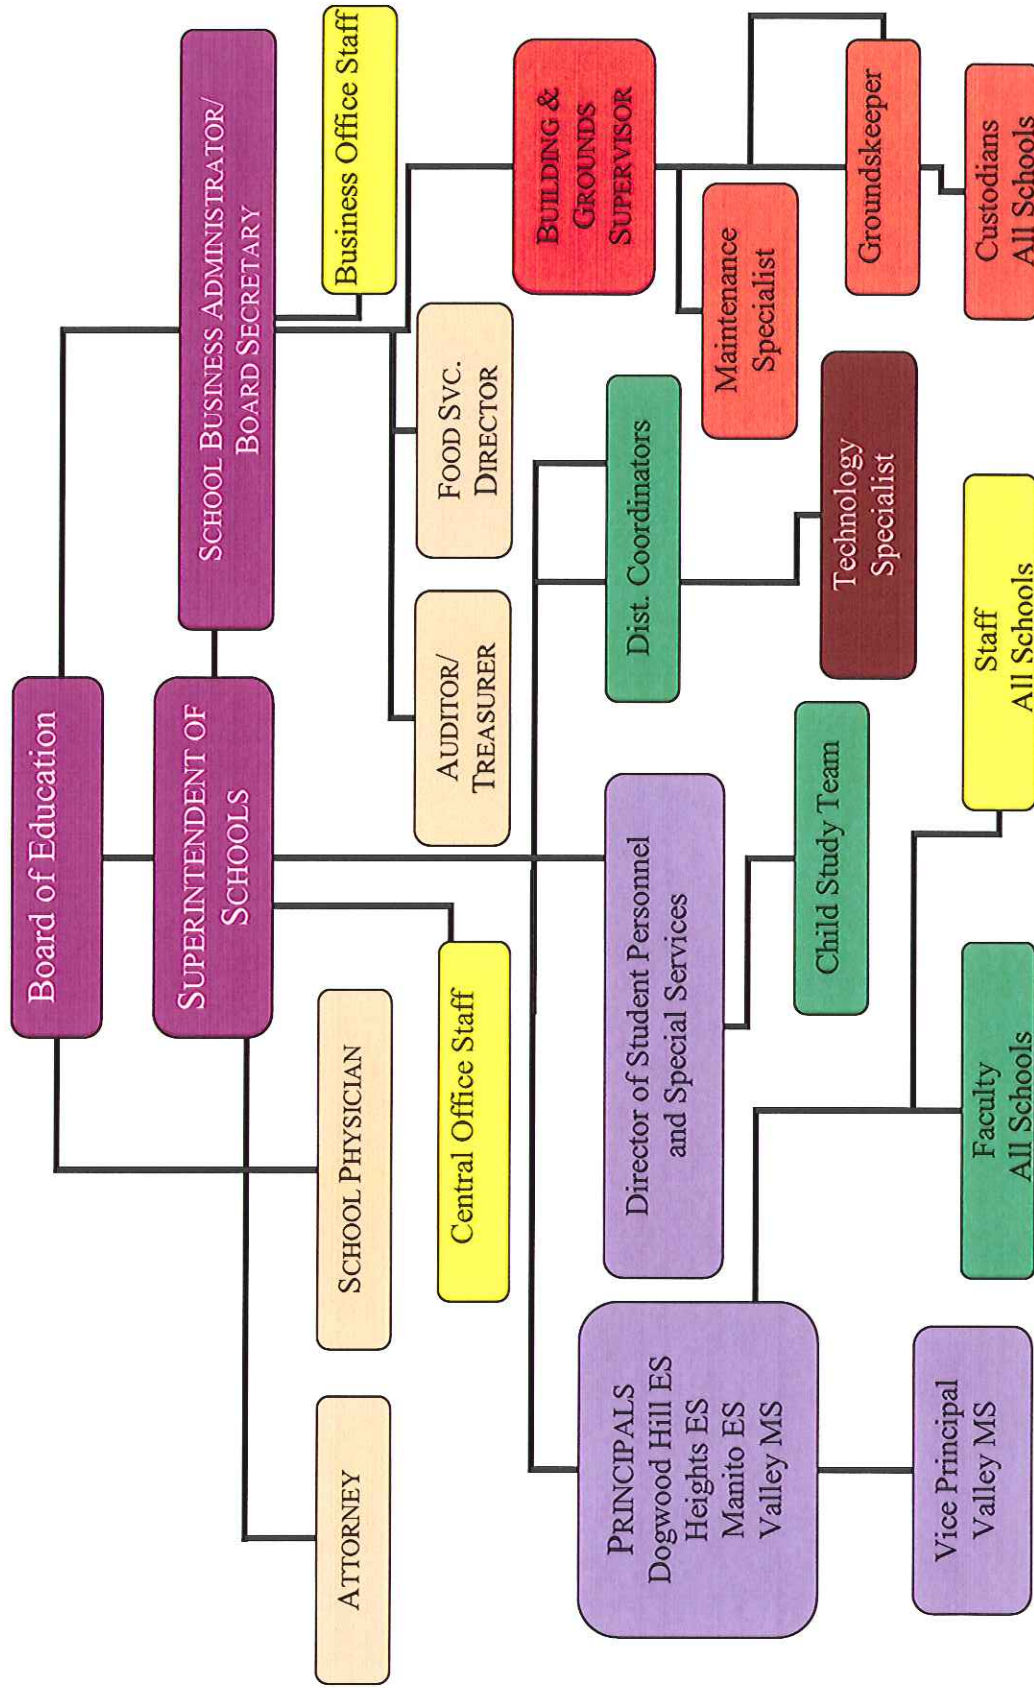 Board of Education
SUPERINTENDENT OF
SCHOOLS
SCHOOL BUSINESS ADMINISTRATOR/
BOARD SECRETARY
ATTORNEY
SCHOOL PHYSICIAN
Business Office Staff
Central Office Staff
AUDITOR/
TREASURER
FOOD SVC.
DIRECTOR
BUILDING &
GROUNDS
SUPERVISOR
PRINCIPALS
Dogwood Hill ES
Heights ES
Manito ES
Valley MS
Director of Student Personnel
and Special Services
Dist. Coordinators
Maintenance
Specialist
Child Study Team
Technology
Specialist
Groundskeeper
Vice Principal
Valley MS
Faculty
All Schools
Staff
All Schools
Custodians
All Schools